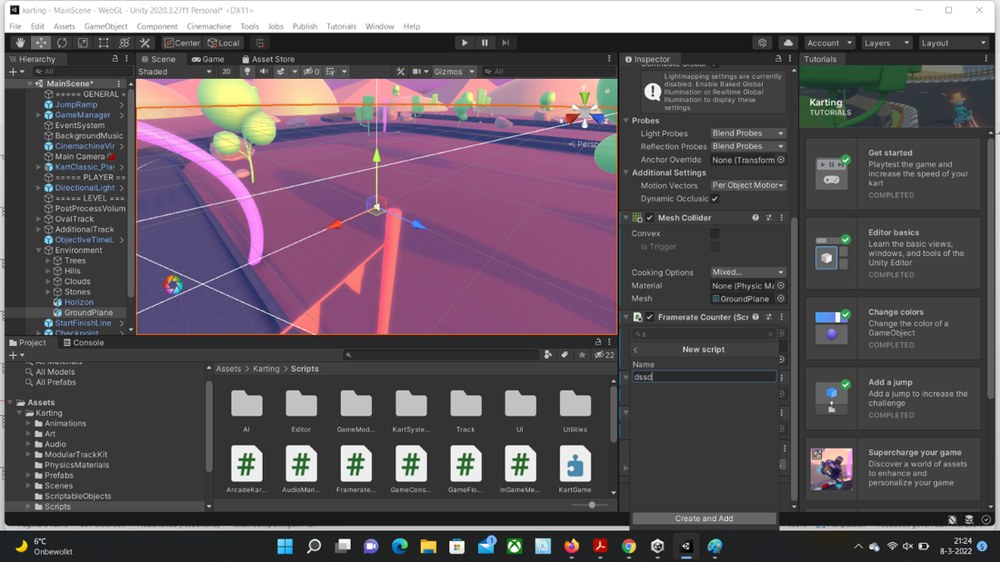 karting - MainScene - WebGL - Unity 2020.3.27f1 Personal* <DX11>
File Edit Assets GameObject Component Cinemachine Tools Jobs Publish Tutorials Window Help
Center Local Account Layers Layout
Hierarchy Scene Game Asset Store Inspector Tutorials
All Shaded 2D 0 Gizmos All
MainScene*
===== GENERAL =
JumpRamp
GameManager
EventSystem
BackgroundMusic
CinemachineVir
Main Camera
KartClassic_Play
===== PLAYER ==
DirectionalLight
===== LEVEL ===
PostProcessVolum
OvalTrack
AdditionalTrack
ObjectiveTimeL
Environment
Trees
Hills
Clouds
Stones
Horizon
GroundPlane
StartFinishLine
Checkpoint
y
x
z
< Persp
Contribute Global
Lightmapping settings are currently
disabled. Enable Baked Global
Illumination or Realtime Global
Illumination to display these
settings.
Probes
Light Probes Blend Probes
Reflection Probes Blend Probes
Anchor Override None (Transform
Additional Settings
Motion Vectors Per Object Motion
Dynamic Occlusic
Mesh Collider
Convex
Is Trigger
Cooking Options Mixed...
Material None (Physic Ma
Mesh GroundPlane
Framerate Counter (Scr
s
New script
Name
dssd
Create and Add
Karting
TUTORIALS
Get started
Playtest the game and
increase the speed of your
kart
COMPLETED
Editor basics
Learn the basic views,
windows, and tools of the
Unity Editor
COMPLETED
Change colors
Change the color of a
GameObject
COMPLETED
Add a jump
Add a jump to increase the
challenge
COMPLETED
Supercharge your game
Discover a world of assets
to enhance and
personalize your game
Project Console
22
All Materials
All Models
All Prefabs
Assets
Karting
Animations
Art
Audio
ModularTrackKit
PhysicsMaterials
Prefabs
Scenes
ScriptableObjects
Scripts
Assets > Karting > Scripts
AI Editor GameMod... KartSyste... Track UI Utilities
ArcadeKar... AudioMan... Framerate... GameCons... GameFlo... InGameMe... KartGame
6°C
Onbewolkt
1
21:24
8-3-2022
5